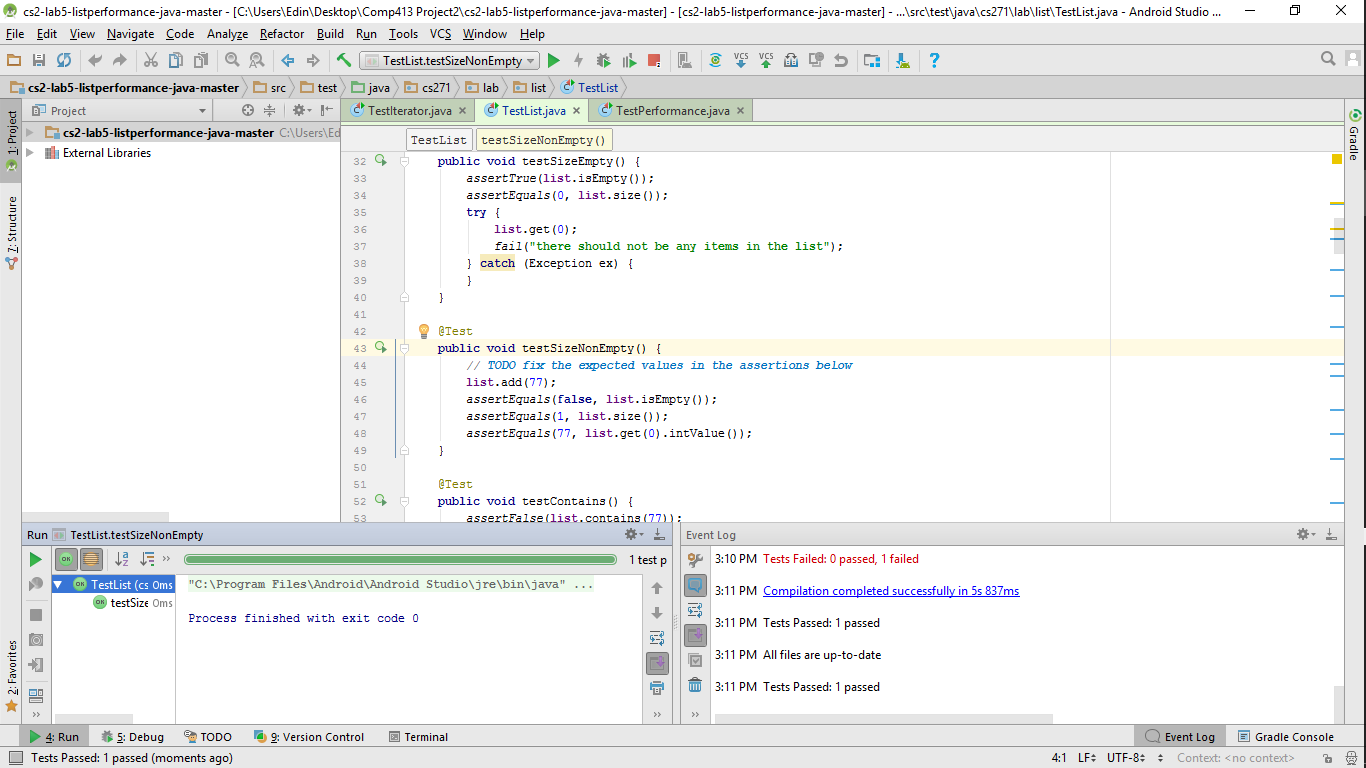 cs2-lab5-listperformance-java-master - [C:\Users\Edin\Desktop\Comp413 Project2\cs2-lab5-listperformance-java-master] - [cs2-lab5-listperformance-java-master] - ...\src\test\java\cs271\lab\list\TestList.java - Android Studio ...
File Edit View Navigate Code Analyze Refactor Build Run Tools VCS Window Help
TestList.testSizeNonEmpty VCS VCS ?
cs2-lab5-listperformance-java-master src test java cs271 lab list TestList
Project TestIterator.java TestList.java TestPerformance.java
1: Project
7: Structure
2: Favorites
Gradle
cs2-lab5-listperformance-java-master C:\Users\Ed
External Libraries
TestList testSizeNonEmpty()
32 public void testSizeEmpty() {
33 assertTrue(list.isEmpty());
34 assertEquals(0, list.size());
35 try {
36 list.get(0);
37 fail("there should not be any items in the list");
38 } catch (Exception ex) {
39 }
40 }
41
42 @Test
43 public void testSizeNonEmpty() {
44 // TODO fix the expected values in the assertions below
45 list.add(77);
46 assertEquals(false, list.isEmpty());
47 assertEquals(1, list.size());
48 assertEquals(77, list.get(0).intValue());
49 }
50
51 @Test
52 public void testContains() {
53 assertFalse(list.contains(77));
Run TestList.testSizeNonEmpty
1 test p
TestList (cs 0ms
testSize 0ms
"C:\Program Files\Android\Android Studio\jre\bin\java" ...
Process finished with exit code 0
Event Log
3:10 PM Tests Failed: 0 passed, 1 failed
3:11 PM Compilation completed successfully in 5s 837ms
3:11 PM Tests Passed: 1 passed
3:11 PM All files are up-to-date
3:11 PM Tests Passed: 1 passed
4: Run 5: Debug TODO 9: Version Control Terminal Event Log Gradle Console
Tests Passed: 1 passed (moments ago) 4:1 LF UTF-8 Context: <no context>